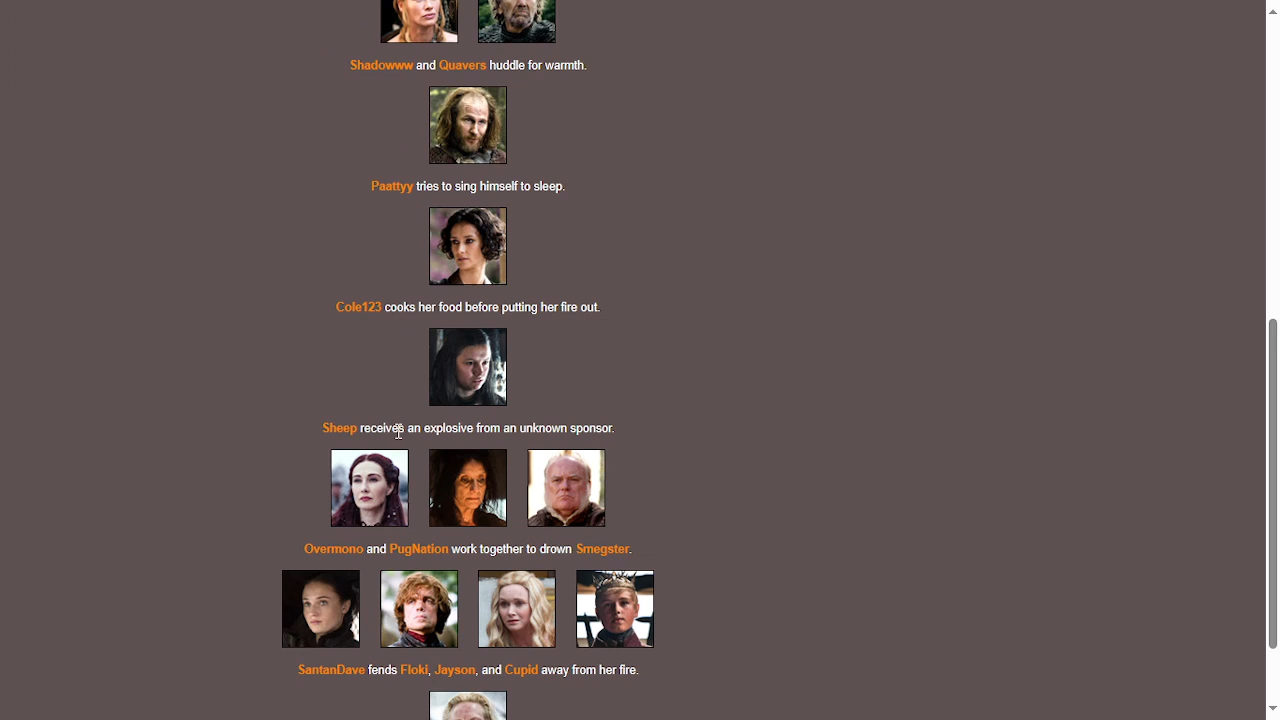 Shadowww and Quavers huddle for warmth.
Paattyy tries to sing himself to sleep.
Cole123 cooks her food before putting her fire out.
Sheep receives an explosive from an unknown sponsor.
Overmono and PugNation work together to drown Smegster.
SantanDave fends Floki, Jayson, and Cupid away from her fire.